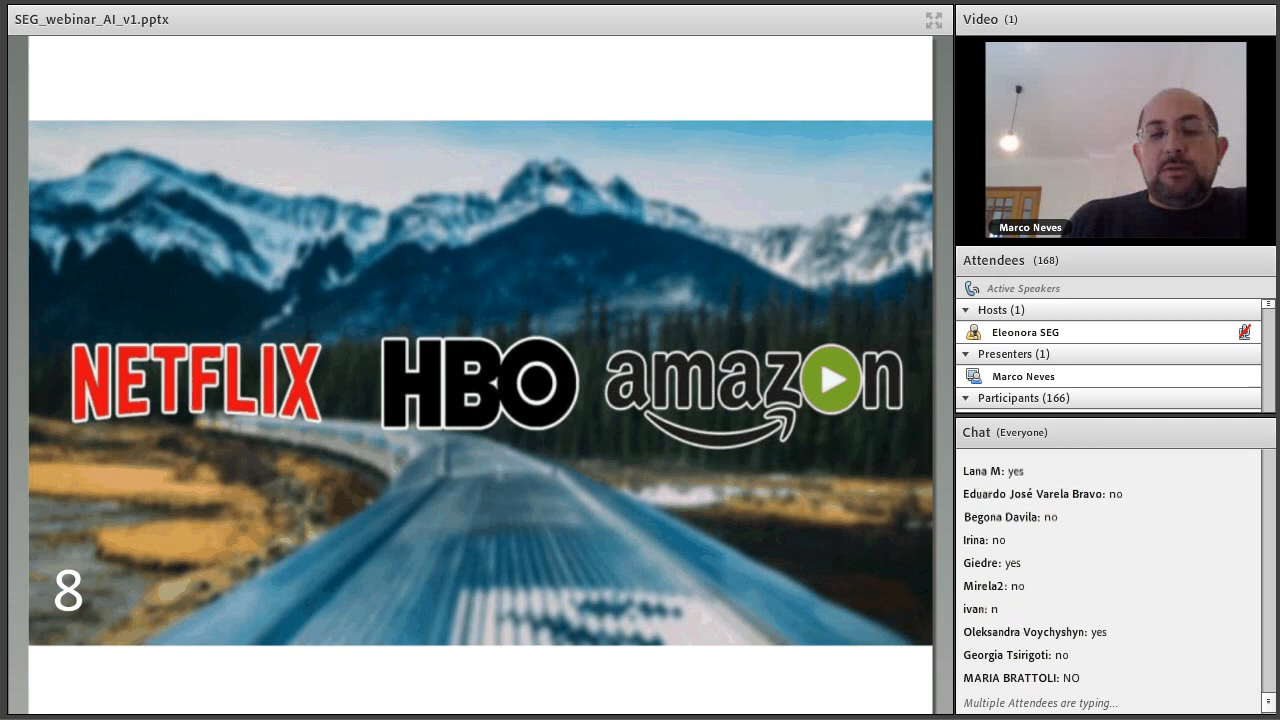 SEG_webinar_AI_v1.pptx
NETFLIX HBO amazon
8
Video (1)
Marco Neves
Attendees (168)
Active Speakers
Hosts (1)
Eleonora SEG
Presenters (1)
Marco Neves
Participants (166)
Chat (Everyone)
Lana M: yes
Eduardo José Varela Bravo: no
Begona Davila: no
Irina: no
Giedre: yes
Mirela2: no
ivan: n
Oleksandra Voychyshyn: yes
Georgia Tsirigoti: no
MARIA BRATTOLI: NO
Multiple Attendees are typing...